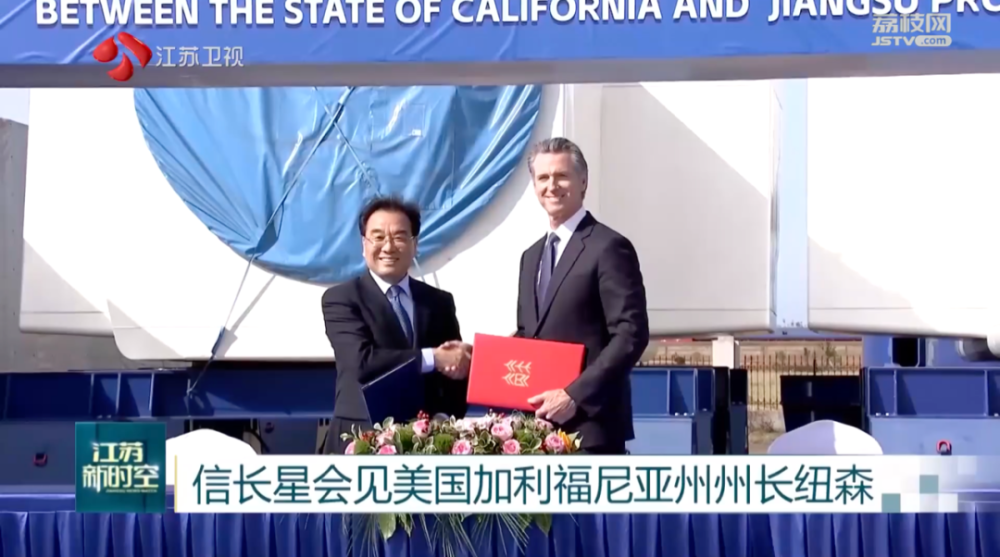 BETWEEN THE STATE OF CALIFORNIA AND JIANGSU PRO
荔枝网
JSTV.com
江苏卫视
江苏
新时空
信长星会见美国加利福尼亚州州长纽森